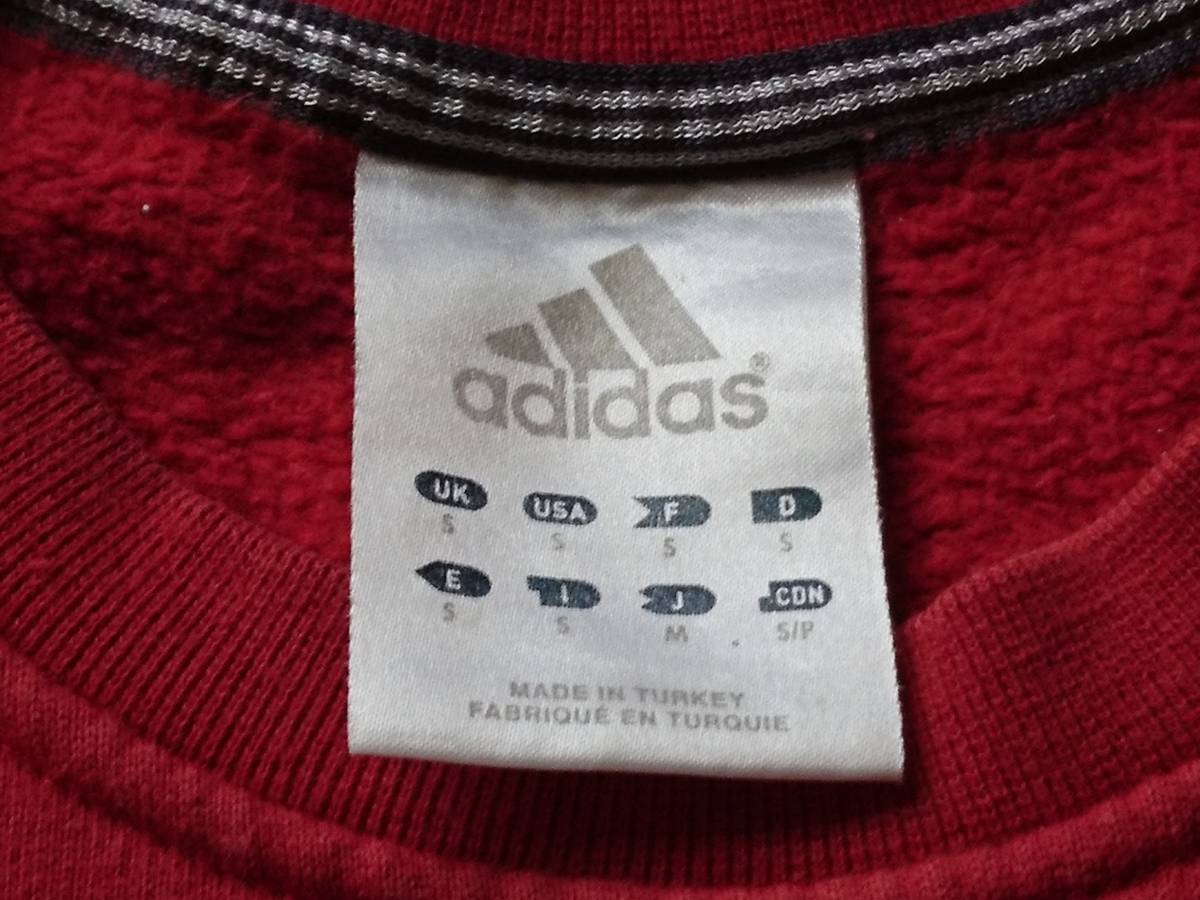 adidas®
UK USA F D
S S S S
E I J CDN
S S M S/P
MADE IN TURKEY
FABRIQUÉ EN TURQUIE